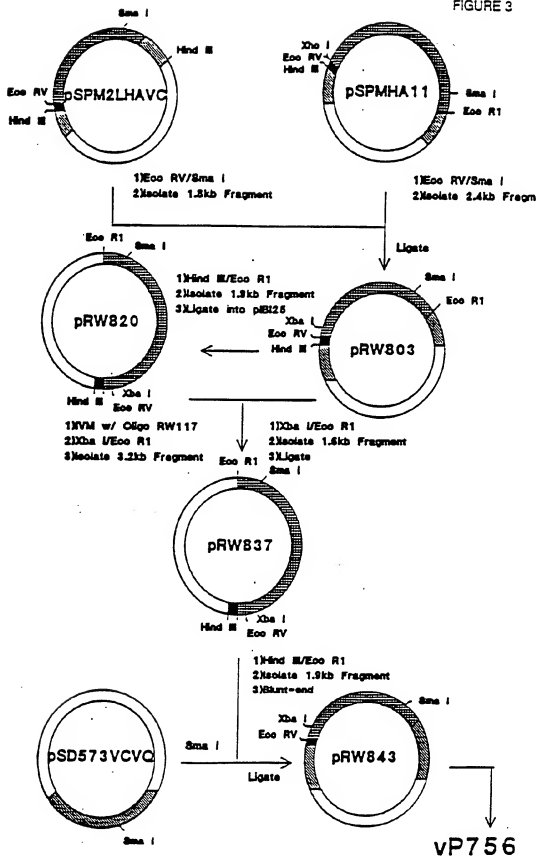 FIGURE 3
Sma I
Hind III
Eco RV
Hind III
pSPM2LHAVC
Xho I
Eco RV
Hind III
pSPMHA11
Sma I
Eco R1
1)Eco RV/Sma I
2)Isolate 1.8kb Fragment
1)Eco RV/Sma I
2)Isolate 2.4kb Fragm
Ligate
Eco R1
Sma I
pRW820
Hind III
Xba I
Eco RV
1)Hind III/Eco R1
2)Isolate 1.9kb Fragment
3)Ligate into pIBI25
Sma I
Eco R1
Xba I
Eco RV
Hind III
pRW803
1)IVM w/ Oligo RW117
2)Xba I/Eco R1
3)Isolate 3.2kb Fragment
1)Xba I/Eco R1
2)Isolate 1.6kb Fragment
3)Ligate
Eco R1
Sma I
pRW837
Hind III
Xba I
Eco RV
1)Hind III/Eco R1
2)Isolate 1.9kb Fragment
3)Blunt-end
pSD573VCVQ
Sma I
Sma I
Ligate
Xba I
Eco RV
Sma I
pRW843
vP756